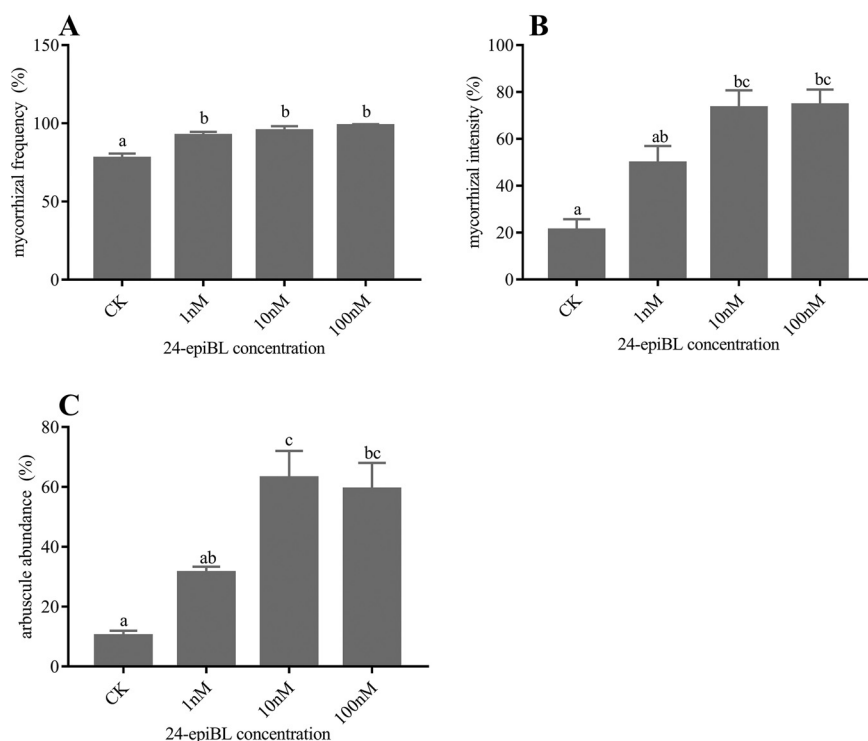 A
mycorrhizal frequency (%)
150
100
50
0
a
b
b
b
CK
1nM
10nM
100nM
24-epiBL concentration
B
mycorrhizal intensity (%)
100
80
60
40
20
0
a
ab
bc
bc
CK
1nM
10nM
100nM
24-epiBL concentration
C
arbuscule abundance (%)
80
60
40
20
0
a
ab
c
bc
CK
1nM
10nM
100nM
24-epiBL concentration